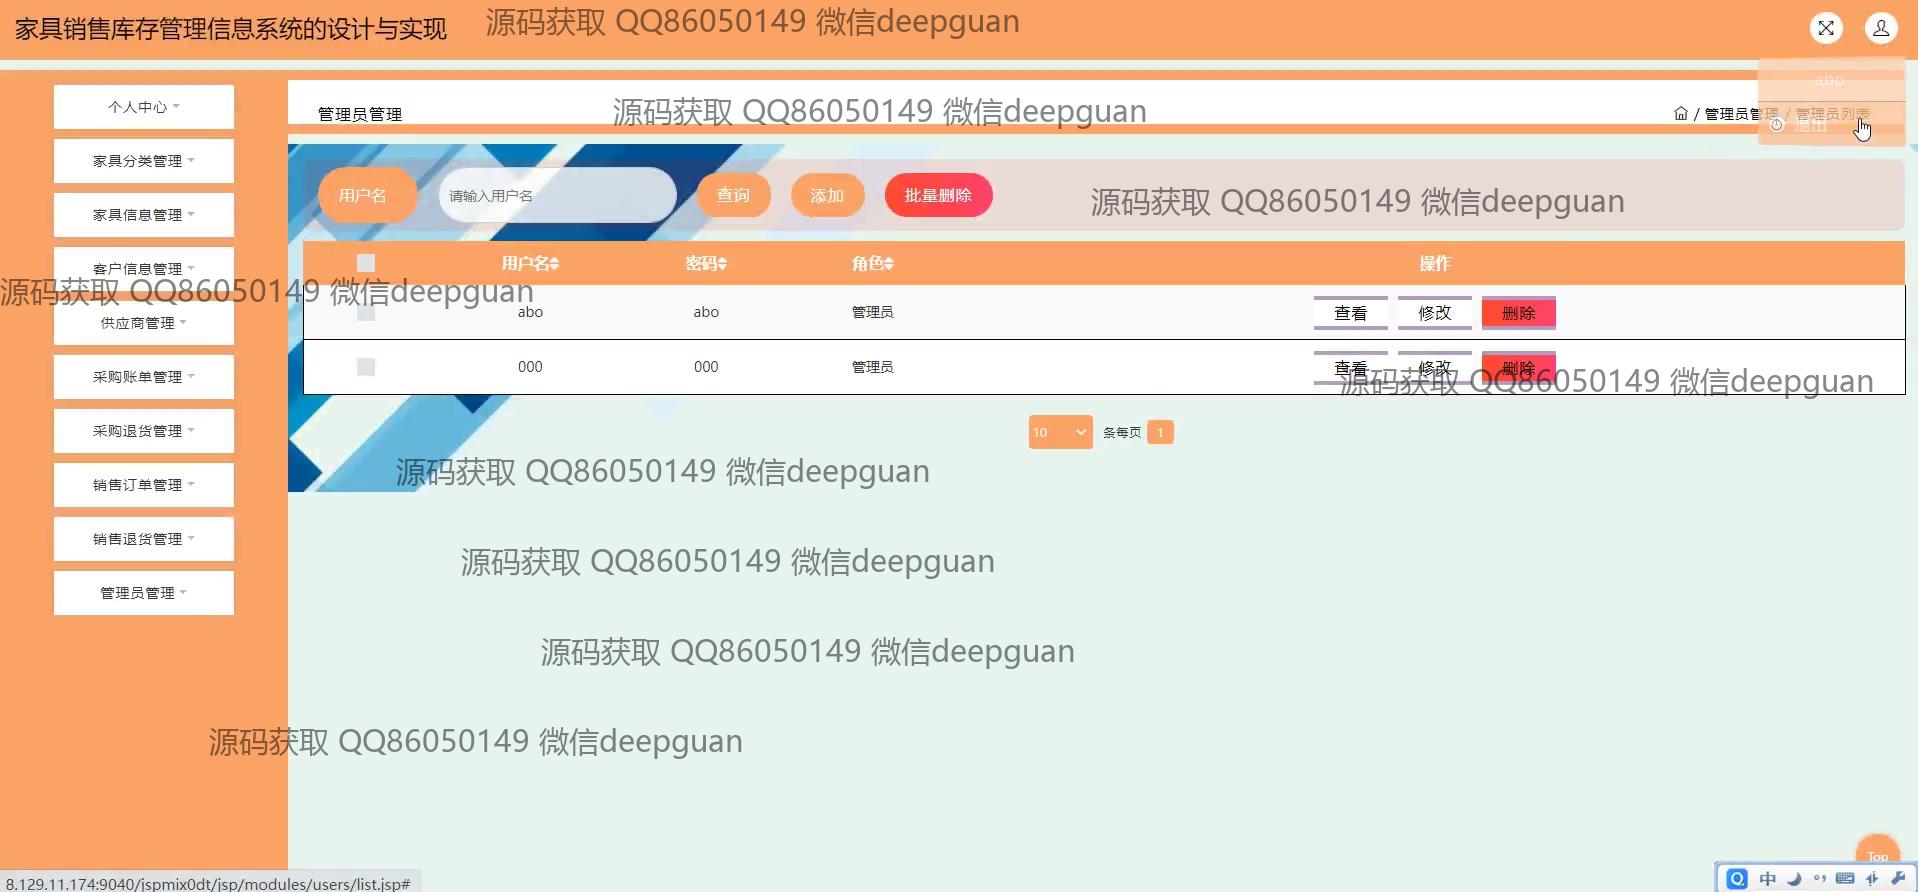 家具销售库存管理信息系统的设计与实现
源码获取 QQ86050149 微信deepguan
abo
退出
个人中心
家具分类管理
家具信息管理
客户信息管理
供应商管理
采购账单管理
采购退货管理
销售订单管理
销售退货管理
管理员管理
管理员管理
源码获取 QQ86050149 微信deepguan
/ 管理员管理 / 管理员列表
用户名 请输入用户名 查询 添加 批量删除
源码获取 QQ86050149 微信deepguan
用户名 密码 角色 操作
源码获取 QQ86050149 微信deepguan
abo abo 管理员 查看 修改 删除
000 000 管理员 查看 修改 删除
源码获取 QQ86050149 微信deepguan
10 条每页 1
源码获取 QQ86050149 微信deepguan
源码获取 QQ86050149 微信deepguan
源码获取 QQ86050149 微信deepguan
源码获取 QQ86050149 微信deepguan
Top
8.129.11.174:9040/jspmix0dt/jsp/modules/users/list.jsp#
中